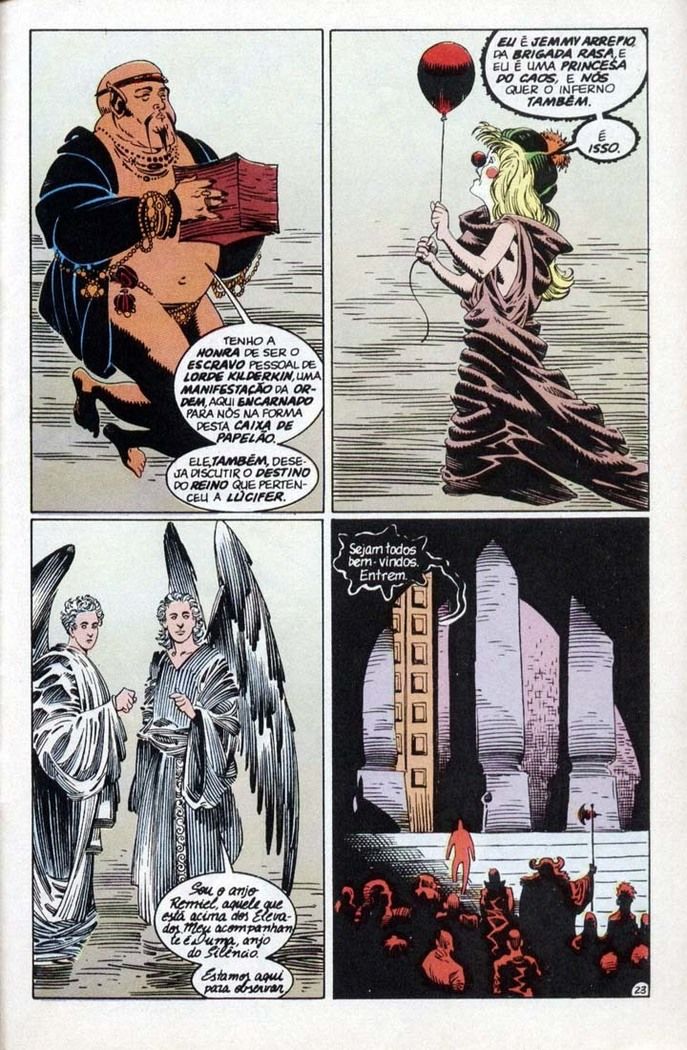 TENHO A
HONRA DE SER O
ESCRAVO PESSOAL DE
LORDE KILDERKIN, UMA
MANIFESTAÇÃO DA OR-
DEM, AQUI ENCARNADO
PARA NÓS NA FORMA
DESTA CAIXA DE
PAPELÃO.
ELE, TAMBÉM, DESE-
JA DISCUTIR O DESTINO
DO REINO QUE PERTEN-
CEU A LÚCIFER.
EU É JEMMY ARREPIO,
DA BRIGADA RASA, E
EU É UMA PRINCESA
DO CAOS, E NÓS
QUER O INFERNO
TAMBÉM.
É
ISSO.
Sou o anjo
Remiel, aquele que
está acima dos Eleva-
dos Meu acompanhan
te é Duma, anjo
do Silêncio.
Estamos aqui
para observar
Sejam todos
bem-vindos.
Entrem.
23